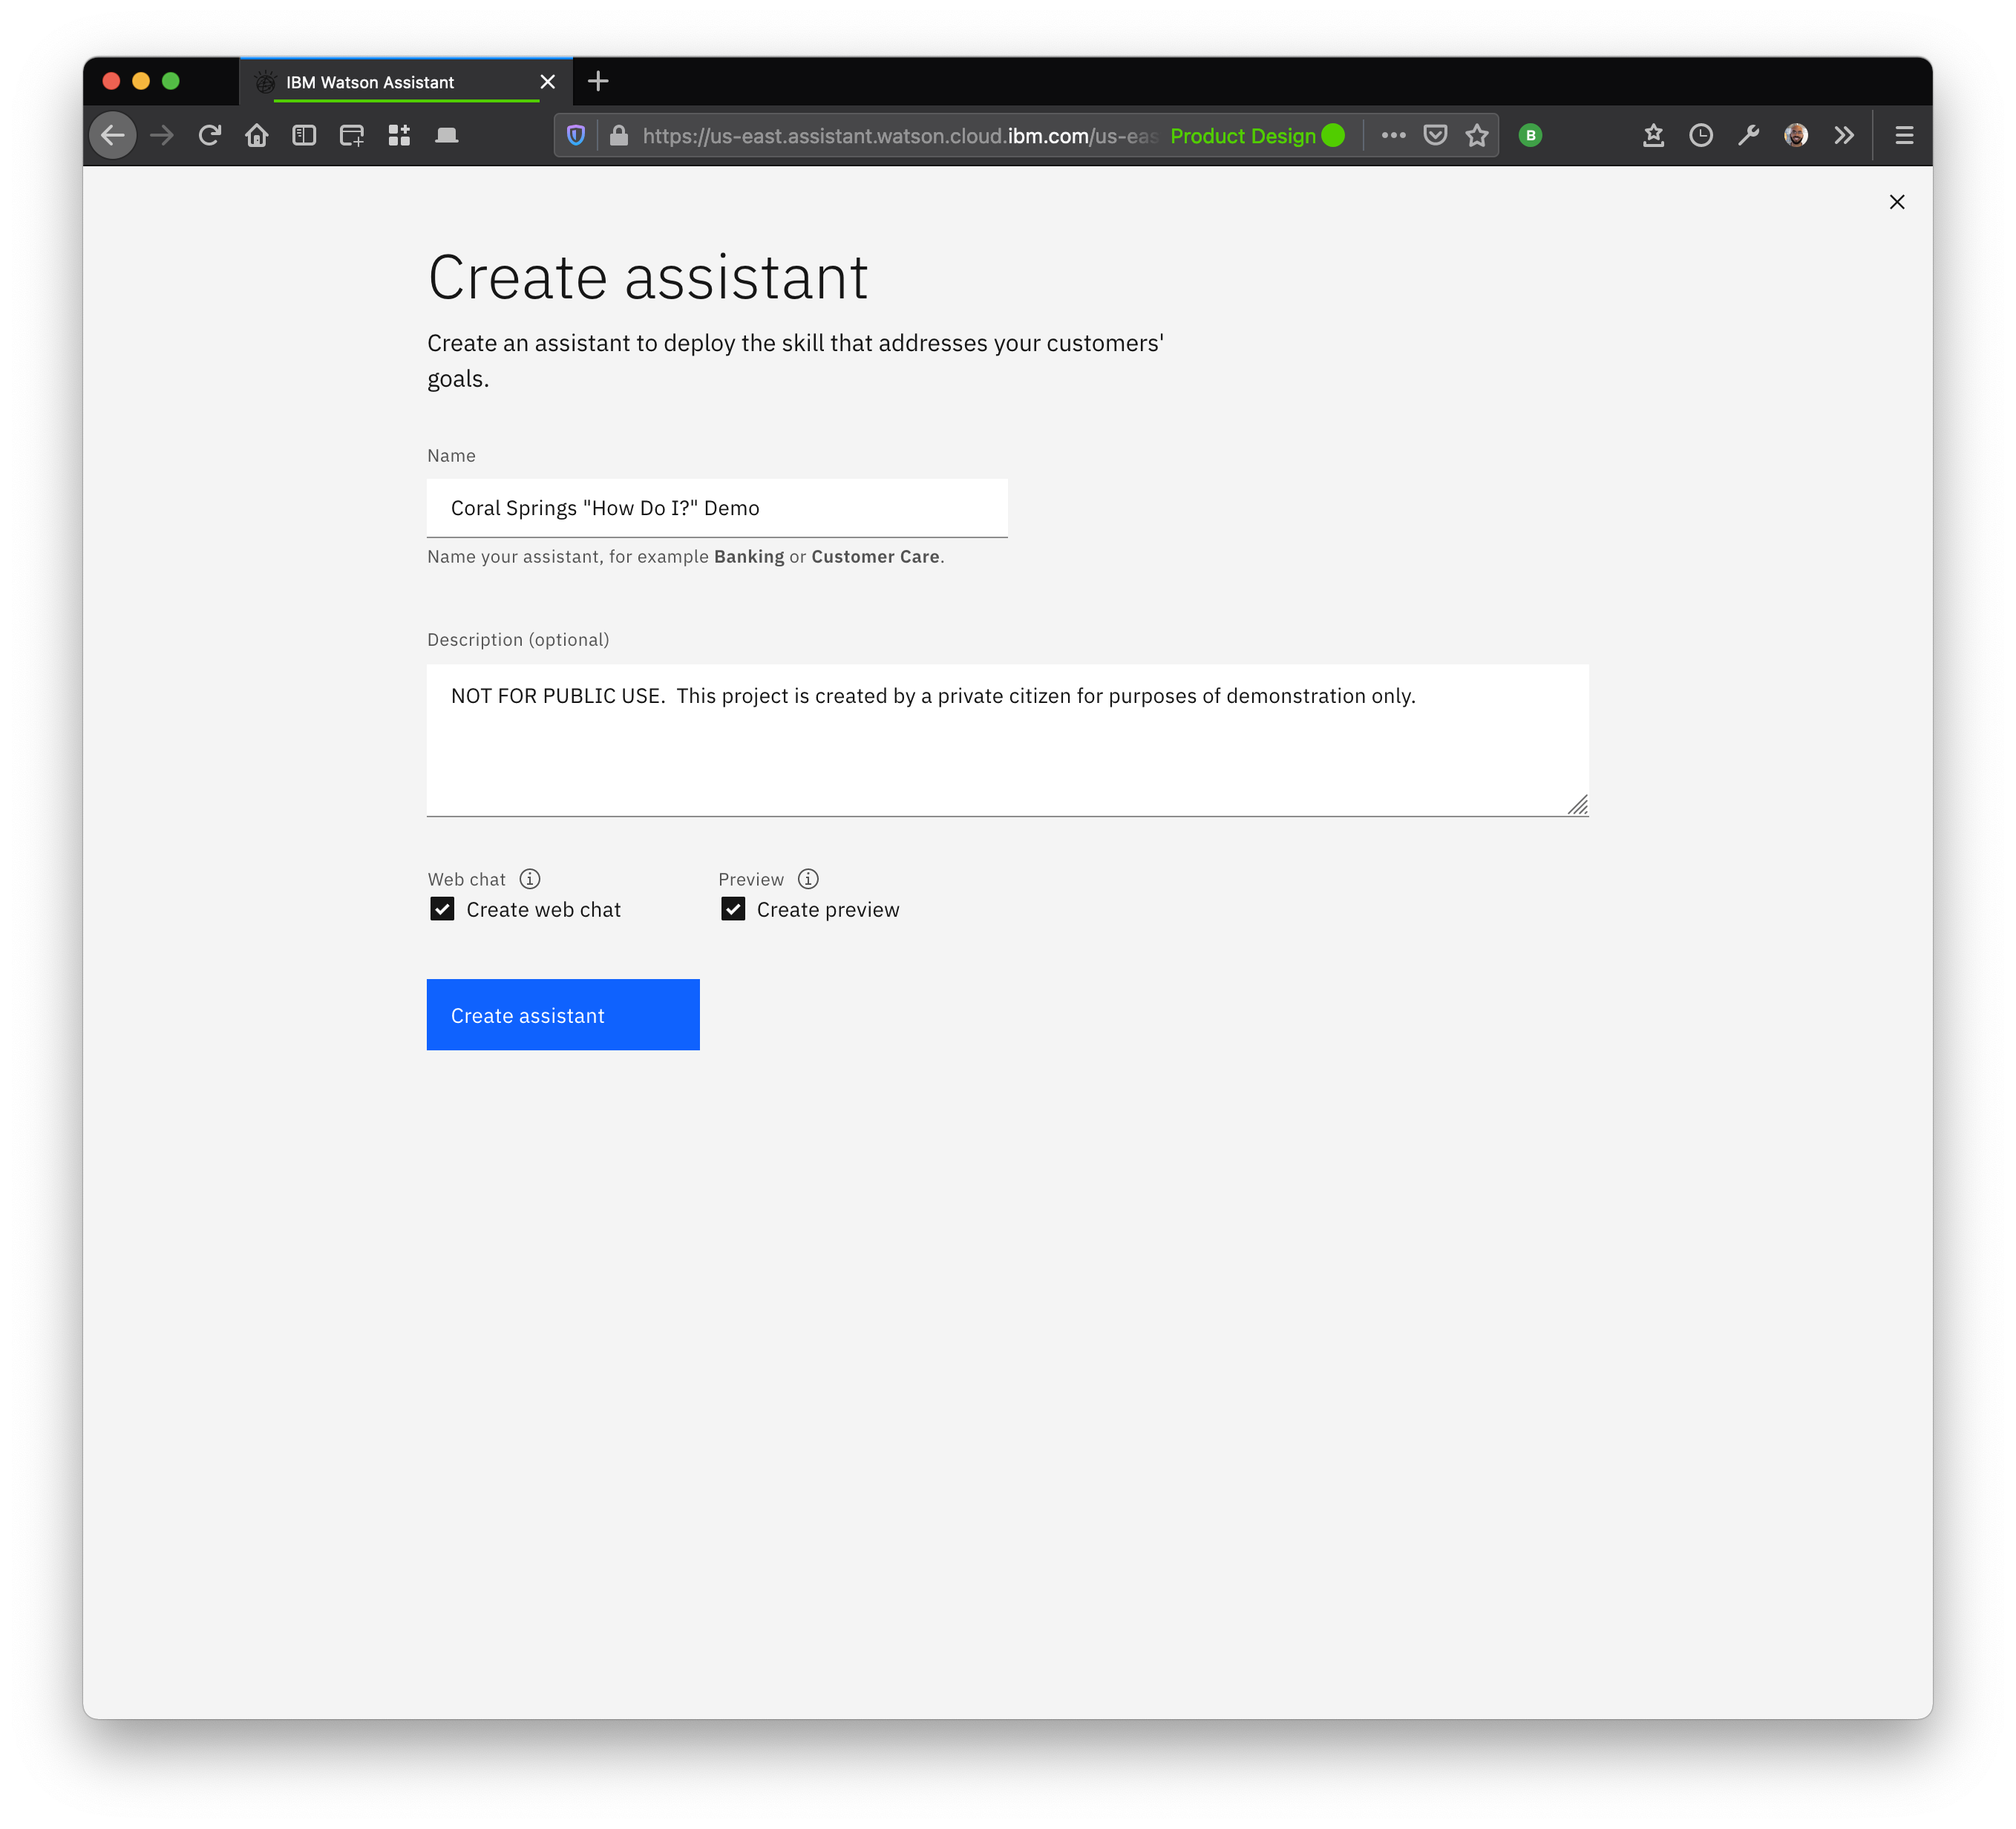 IBM Watson Assistant
https://us-east.assistant.watson.cloud.ibm.com/us-eas Product Design
B
Create assistant
Create an assistant to deploy the skill that addresses your customers'
goals.
Name
Coral Springs "How Do I?" Demo
Name your assistant, for example Banking or Customer Care.
Description (optional)
NOT FOR PUBLIC USE.  This project is created by a private citizen for purposes of demonstration only.
Web chat
Preview
Create web chat
Create preview
Create assistant